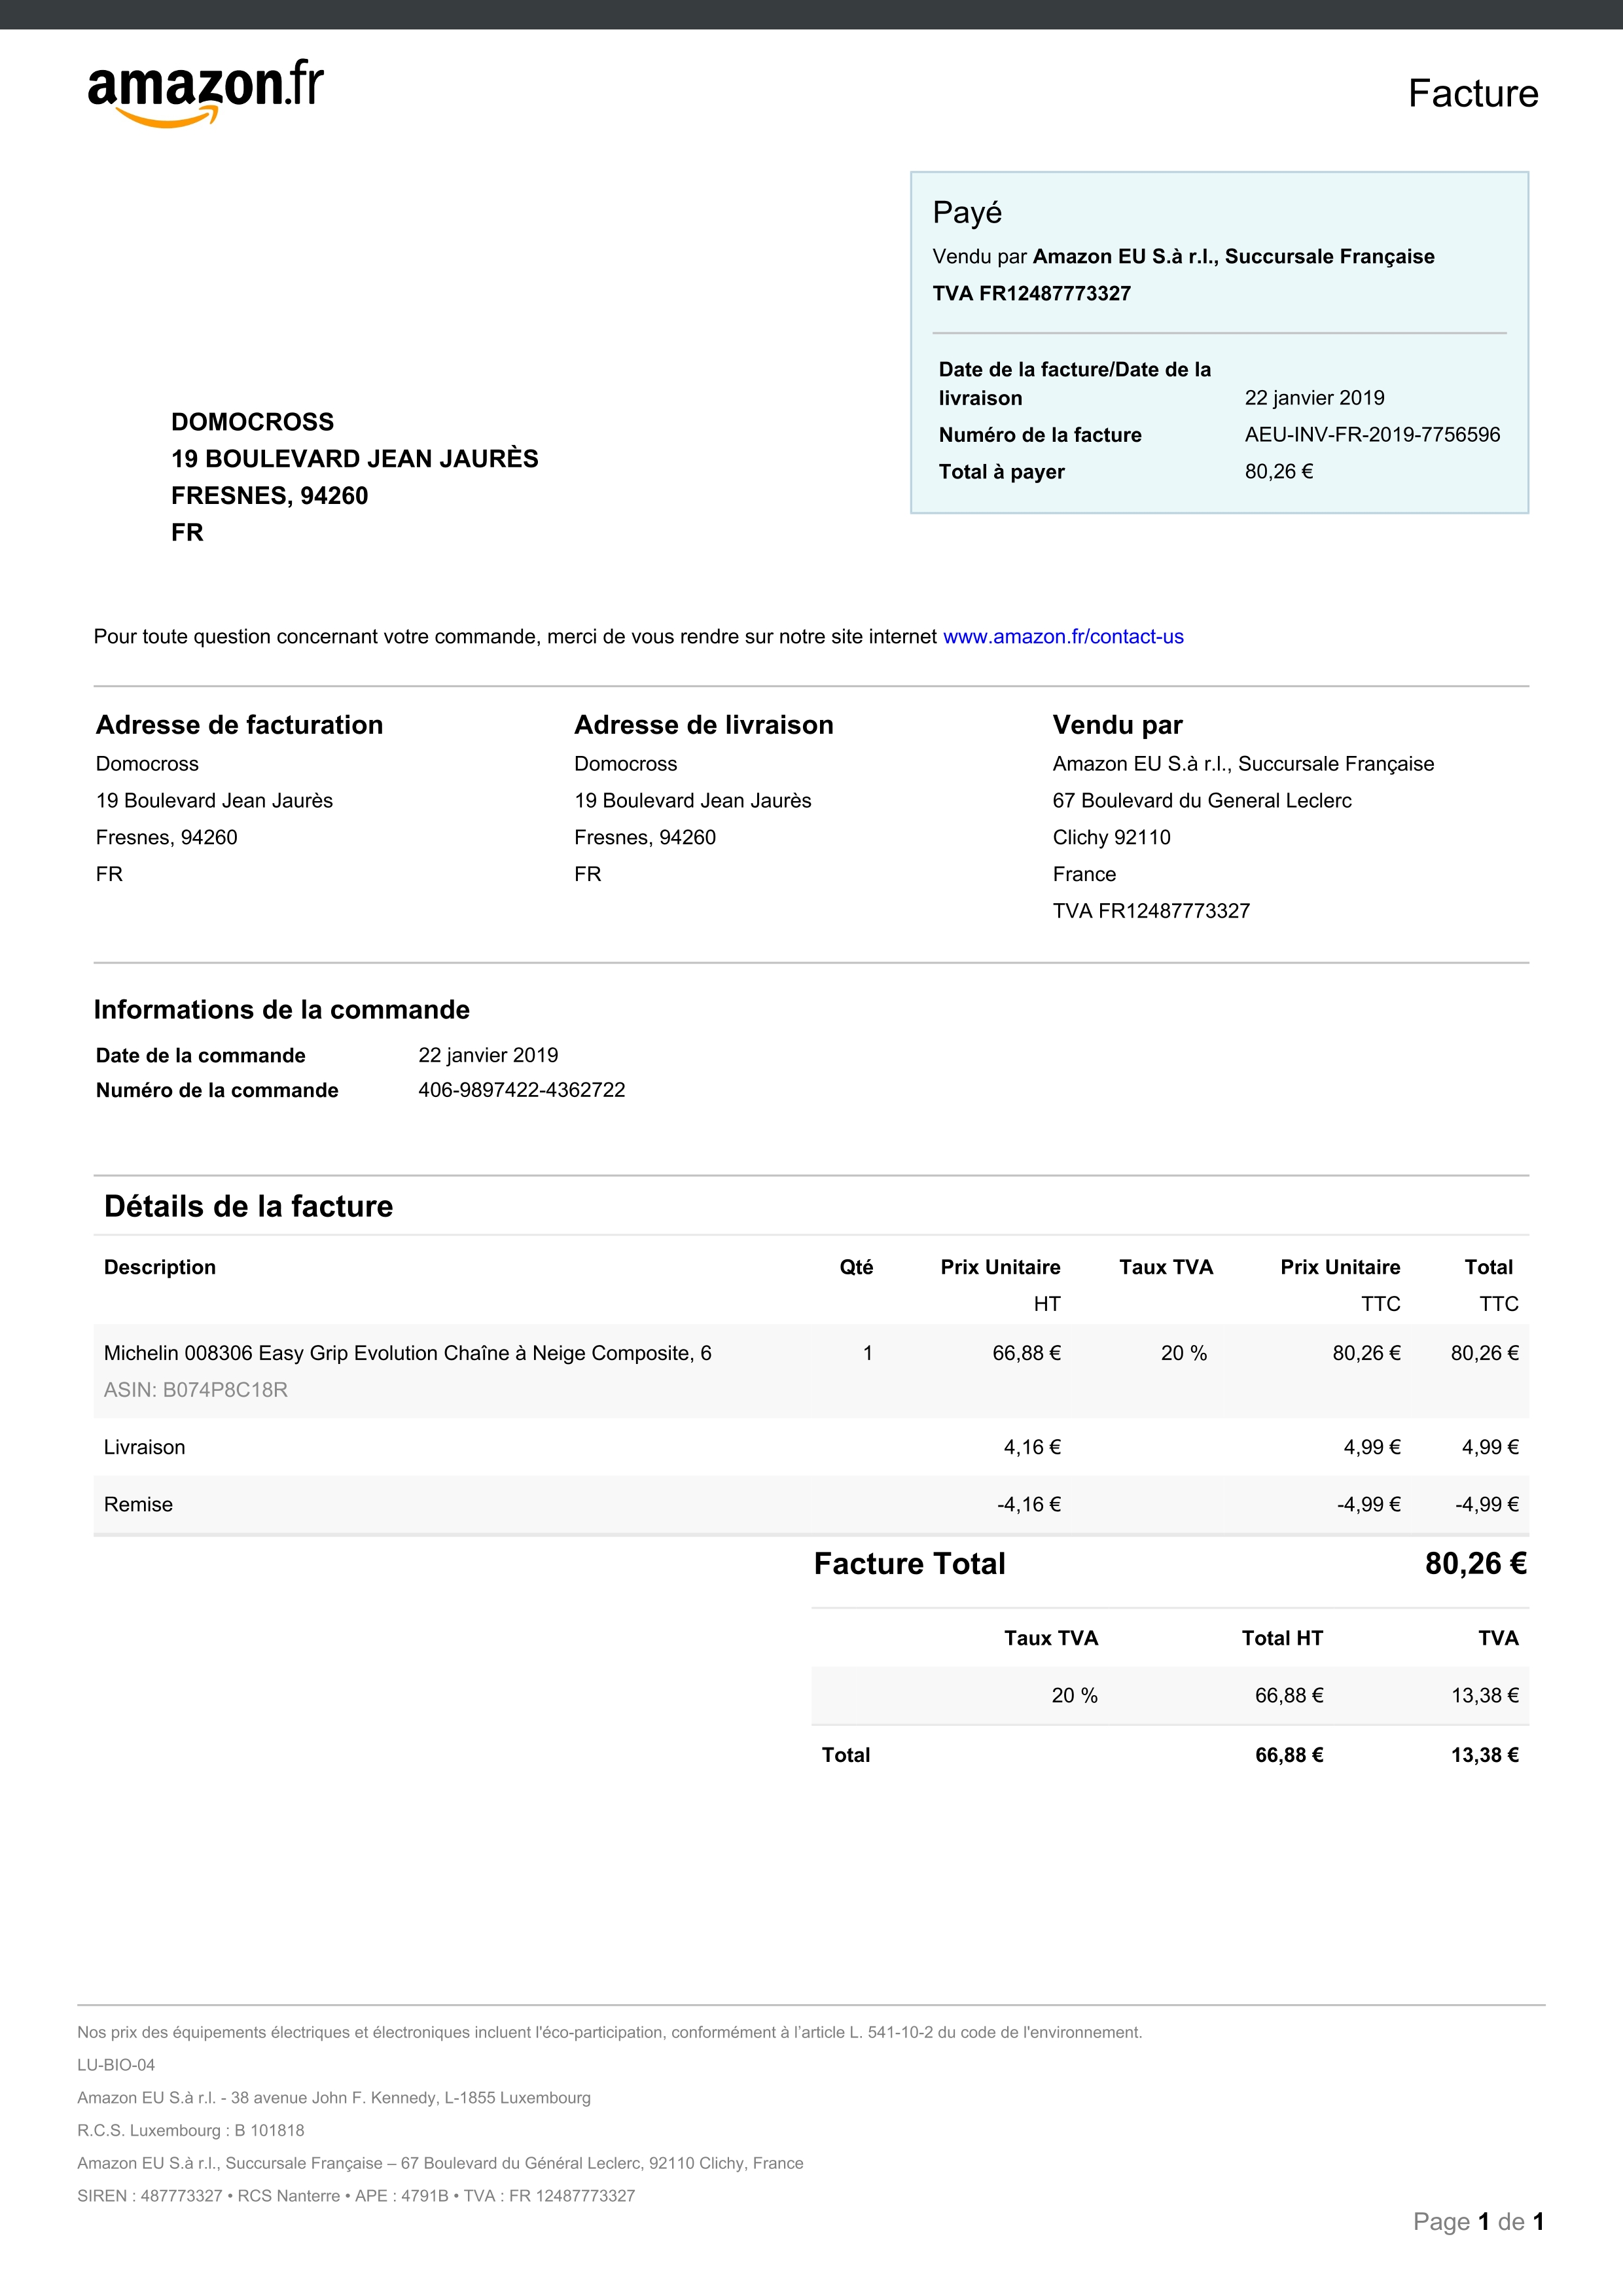 amazon.fr
Facture
Payé
Vendu par Amazon EU S.à r.l., Succursale Française
TVA FR12487773327
Date de la facture/Date de la
livraison 22 janvier 2019
Numéro de la facture AEU-INV-FR-2019-7756596
Total à payer 80,26 €
DOMOCROSS
19 BOULEVARD JEAN JAURÈS
FRESNES, 94260
FR
Pour toute question concernant votre commande, merci de vous rendre sur notre site internet www.amazon.fr/contact-us
Adresse de facturation
Domocross
19 Boulevard Jean Jaurès
Fresnes, 94260
FR
Adresse de livraison
Domocross
19 Boulevard Jean Jaurès
Fresnes, 94260
FR
Vendu par
Amazon EU S.à r.l., Succursale Française
67 Boulevard du General Leclerc
Clichy 92110
France
TVA FR12487773327
Informations de la commande
Date de la commande 22 janvier 2019
Numéro de la commande 406-9897422-4362722
Détails de la facture
Description Qté Prix Unitaire Taux TVA Prix Unitaire Total
HT TTC TTC
Michelin 008306 Easy Grip Evolution Chaîne à Neige Composite, 6 1 66,88 € 20 % 80,26 € 80,26 €
ASIN: B074P8C18R
Livraison 4,16 € 4,99 € 4,99 €
Remise -4,16 € -4,99 € -4,99 €
Facture Total 80,26 €
Taux TVA Total HT TVA
20 % 66,88 € 13,38 €
Total 66,88 € 13,38 €
Nos prix des équipements électriques et électroniques incluent l'éco-participation, conformément à l'article L. 541-10-2 du code de l'environnement.
LU-BIO-04
Amazon EU S.à r.l. - 38 avenue John F. Kennedy, L-1855 Luxembourg
R.C.S. Luxembourg : B 101818
Amazon EU S.à r.l., Succursale Française – 67 Boulevard du Général Leclerc, 92110 Clichy, France
SIREN : 487773327 • RCS Nanterre • APE : 4791B • TVA : FR 12487773327
Page 1 de 1